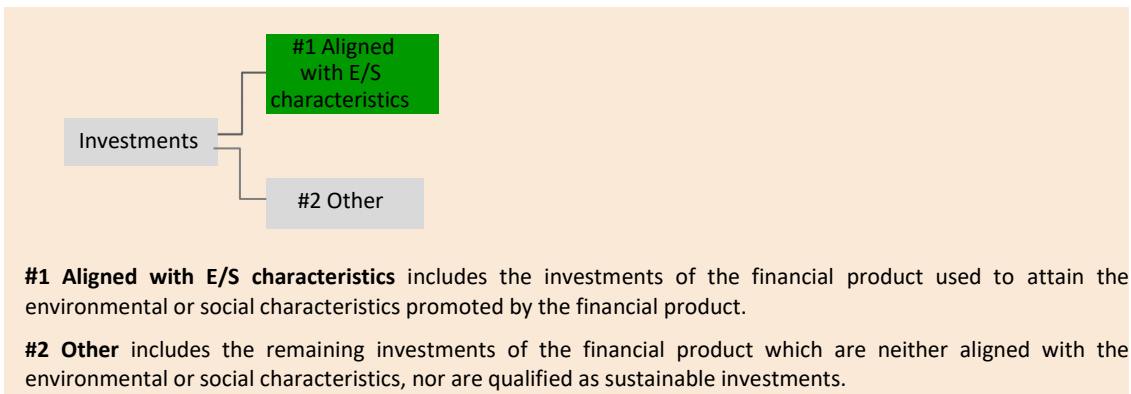 #1 Aligned
with E/S
characteristics
Investments
#2 Other
#1 Aligned with E/S characteristics includes the investments of the financial product used to attain the
environmental or social characteristics promoted by the financial product.
#2 Other includes the remaining investments of the financial product which are neither aligned with the
environmental or social characteristics, nor are qualified as sustainable investments.